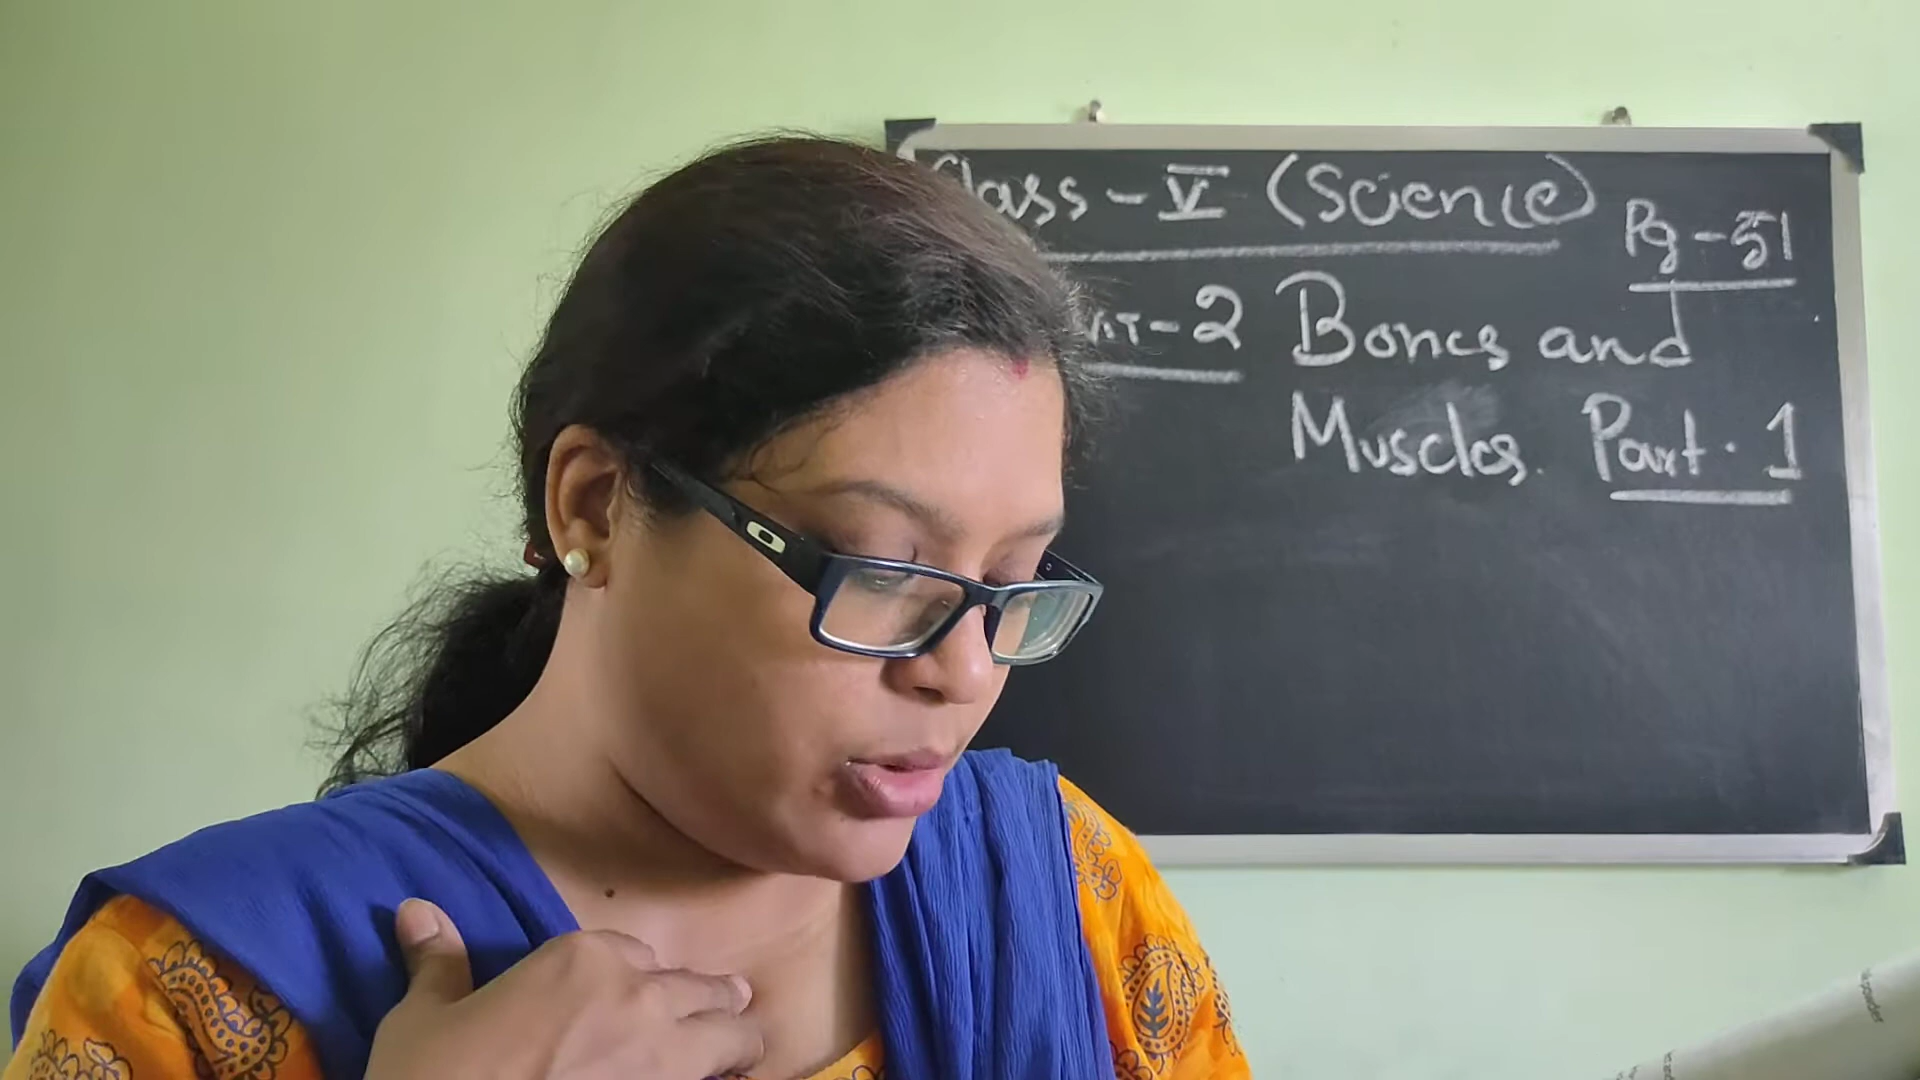 Class - V (Science)
Pg - 51
- 2 Bones and
Muscles. Part. 1